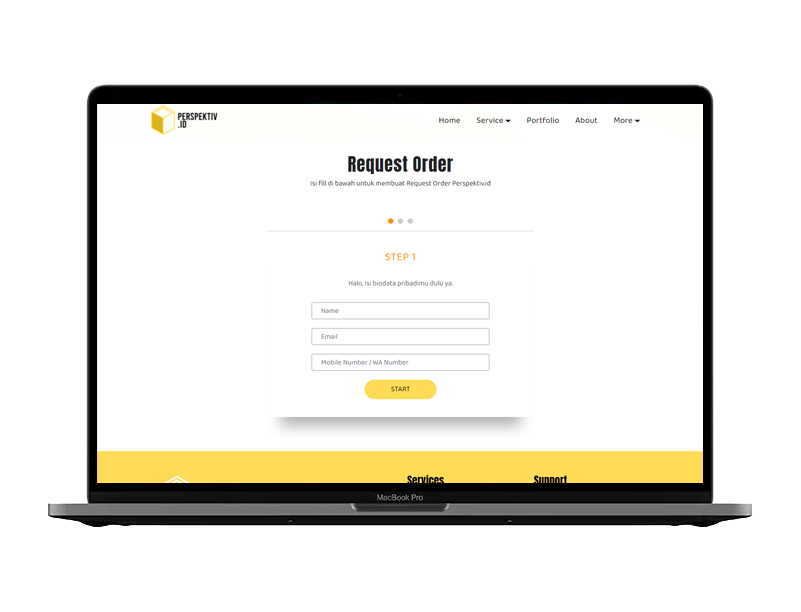 PERSPEKTIV
.ID
Home Service Portfolio About More
Request Order
Isi fill di bawah untuk membuat Request Order Perspektiv.id
STEP 1
Halo, Isi biodata pribadimu dulu ya.
Name
Email
Mobile Number / WA Number
START
Services Support
MacBook Pro